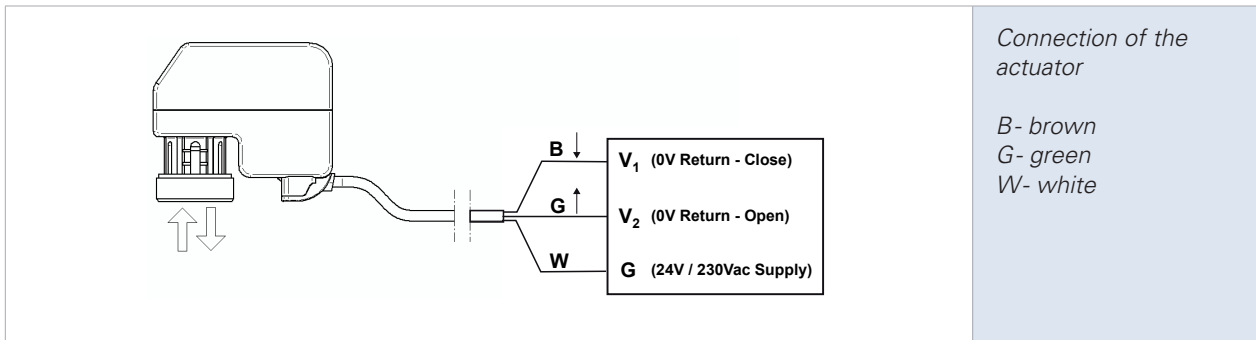 B
V1 (0V Return - Close)
G
V2 (0V Return - Open)
W
G (24V / 230Vac Supply)
Connection of the
actuator
B- brown
G- green
W- white